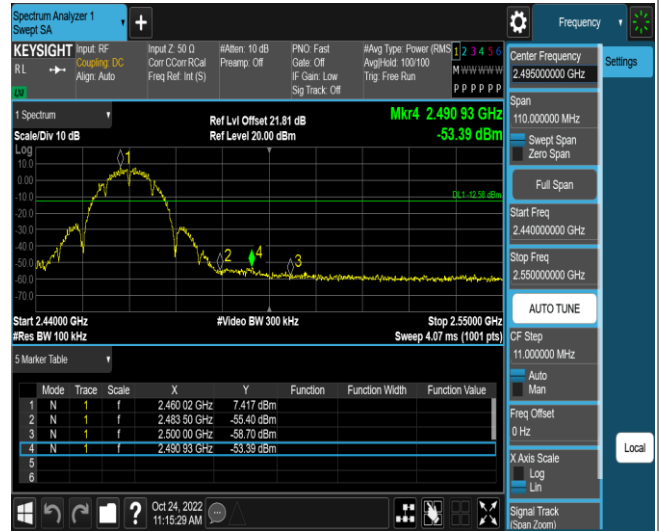 Spectrum Analyzer 1
Swept SA
+
Frequency
KEYSIGHT
RL
Input: RF
Coupling: DC
Align: Auto
Input Z: 50 Ω
Corr CCorr RCal
Freq Ref: Int (S)
#Atten: 10 dB
Preamp: Off
PNO: Fast
Gate: Off
IF Gain: Low
Sig Track: Off
#Avg Type: Power (RMS
Avg|Hold: 100/100
Trig: Free Run
1 2 3 4 5 6
M W W W W W
P P P P P P
1 Spectrum
Scale/Div 10 dB
Ref Lvl Offset 21.81 dB
Ref Level 20.00 dBm
Mkr4 2.490 93 GHz
-53.39 dBm
Log
10.0
0.00
-10.0
-20.0
-30.0
-40.0
-50.0
-60.0
-70.0
1
2
4
3
DL1 -12.58 dBm
Start 2.44000 GHz
#Video BW 300 kHz
Stop 2.55000 GHz
#Res BW 100 kHz
Sweep 4.07 ms (1001 pts)
5 Marker Table
Mode Trace Scale X Y Function Function Width Function Value
1 N 1 f 2.460 02 GHz 7.417 dBm
2 N 1 f 2.483 50 GHz -55.40 dBm
3 N 1 f 2.500 00 GHz -58.70 dBm
4 N 1 f 2.490 93 GHz -53.39 dBm
5
6
Oct 24, 2022
11:15:29 AM
?
Center Frequency
2.495000000 GHz
Span
110.000000 MHz
Swept Span
Zero Span
Full Span
Start Freq
2.440000000 GHz
Stop Freq
2.550000000 GHz
AUTO TUNE
CF Step
11.000000 MHz
Auto
Man
Freq Offset
0 Hz
X Axis Scale
Log
Lin
Signal Track
(Span Zoom)
Settings
Local